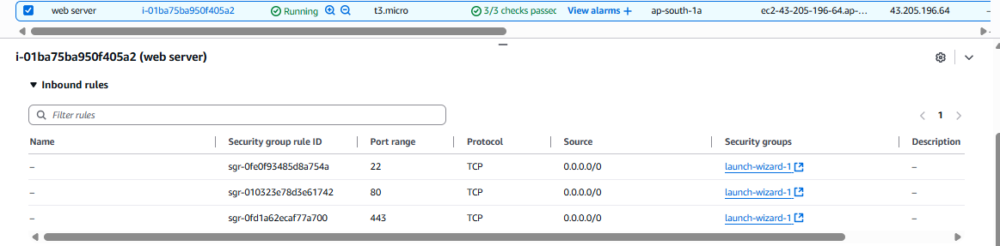 web server i-01ba75ba950f405a2 Running t3.micro 3/3 checks passed View alarms + ap-south-1a ec2-43-205-196-64.ap-... 43.205.196.64 –
i-01ba75ba950f405a2 (web server)
Inbound rules
Filter rules
1
Name Security group rule ID Port range Protocol Source Security groups Description
– sgr-0fe0f93485d8a754a 22 TCP 0.0.0.0/0 launch-wizard-1 –
– sgr-010323e78d3e61742 80 TCP 0.0.0.0/0 launch-wizard-1 –
– sgr-0fd1a62ecaf77a700 443 TCP 0.0.0.0/0 launch-wizard-1 –